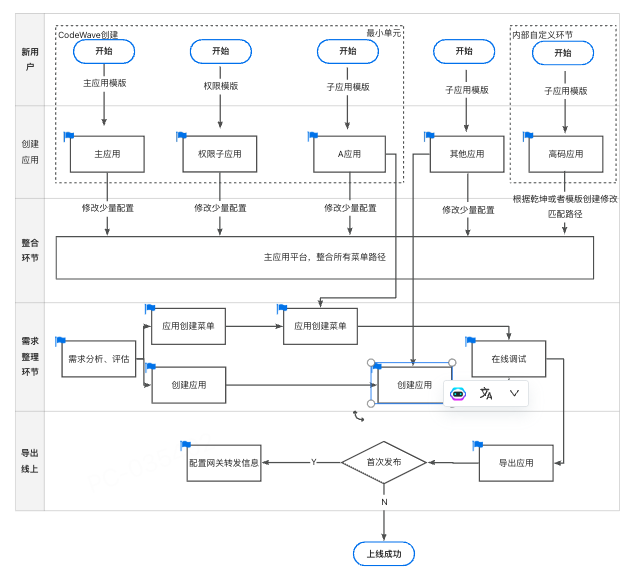 CodeWave创建
最小单元
内部自定义环节
新用
户
开始
开始
开始
开始
开始
主应用模版
权限模版
子应用模版
子应用模版
子应用模版
创建
应用
主应用
权限子应用
A应用
其他应用
高码应用
修改少量配置
修改少量配置
修改少量配置
修改少量配置
根据乾坤或者模版创建修改
匹配路径
整合
环节
主应用平台，整合所有菜单路径
需求
整理
环节
需求分析、评估
应用创建菜单
应用创建菜单
在线调试
创建应用
创建应用
导出
线上
配置网关转发信息
Y
首次发布
导出应用
N
上线成功